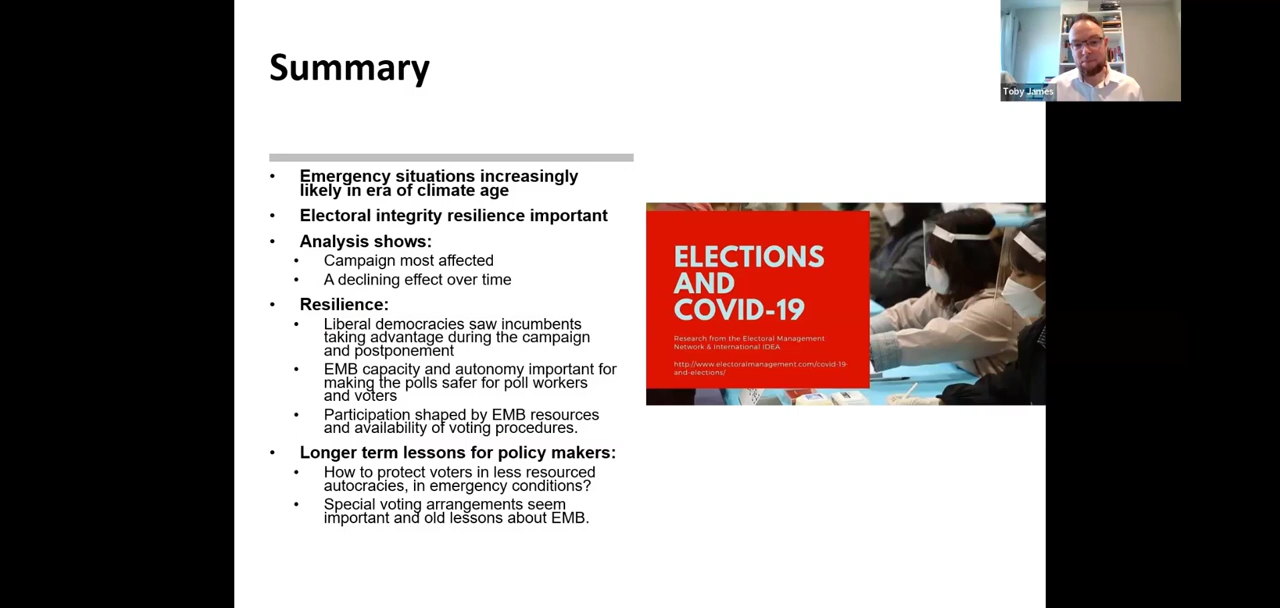 Summary
Toby James
• Emergency situations increasingly
likely in era of climate age
• Electoral integrity resilience important
• Analysis shows:
• Campaign most affected
• A declining effect over time
• Resilience:
• Liberal democracies saw incumbents
taking advantage during the campaign
and postponement
• EMB capacity and autonomy important for
making the polls safer for poll workers
and voters
• Participation shaped by EMB resources
and availability of voting procedures.
• Longer term lessons for policy makers:
• How to protect voters in less resourced
autocracies, in emergency conditions?
• Special voting arrangements seem
important and old lessons about EMB.
ELECTIONS
AND
COVID-19
Research from the Electoral Management
Network & International IDEA
http://www.electoralmanagement.com/covid-19-
and-elections/